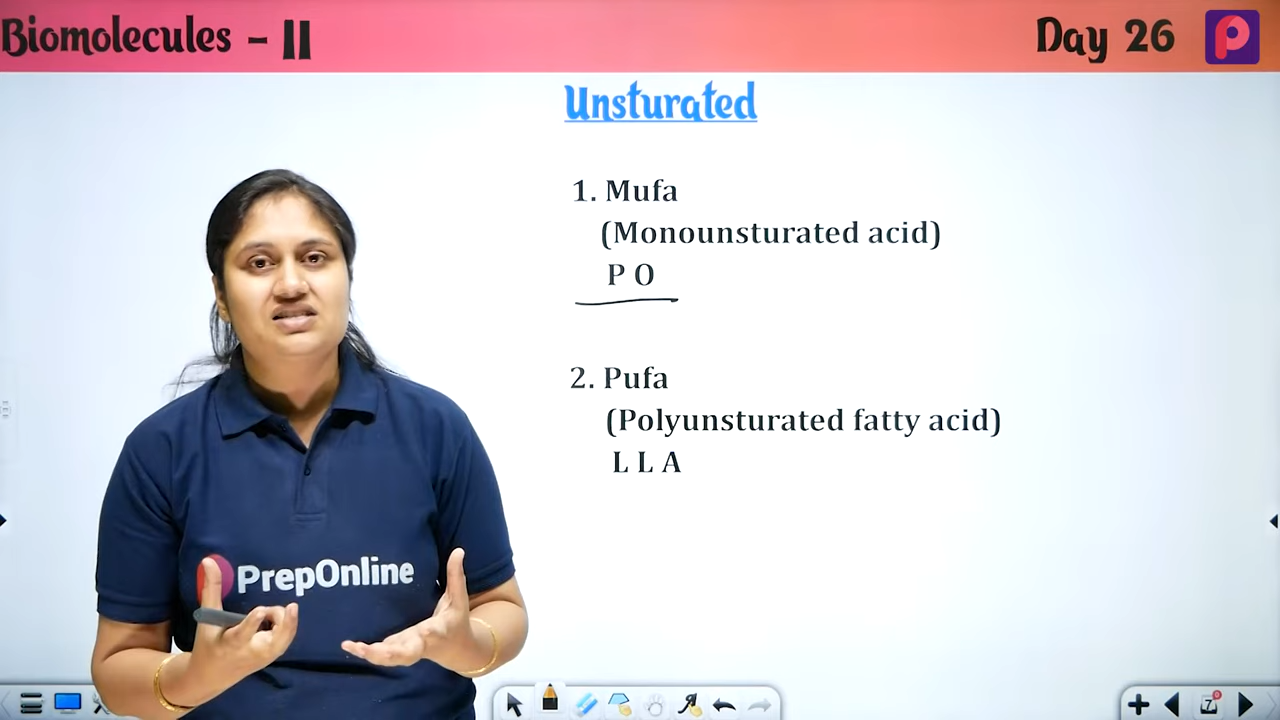 Biomolecules - II
Day 26
Unsturated
1. Mufa
(Monounsturated acid)
P O
2. Pufa
(Polyunsturated fatty acid)
L L A
PrepOnline